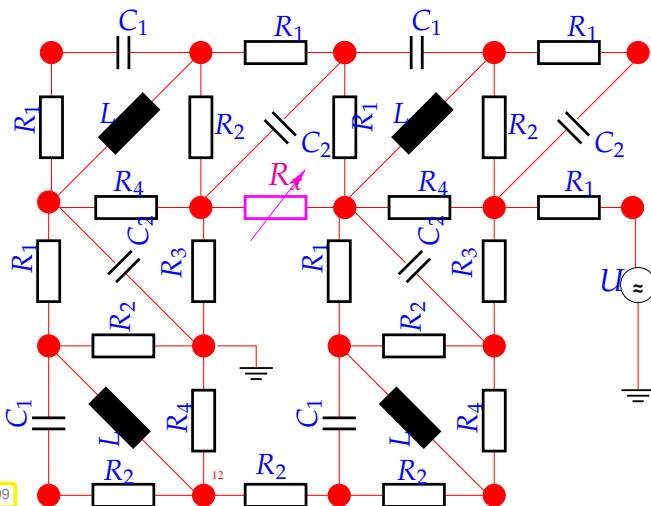 C₁ R₁ C₁ R₁
R₁ L R₂ C₂ R₁ L R₂ C₂
R₄ Rₓ R₄ R₁
R₁ C₂ R₃ R₁ C₂ R₃ U ≈
R₂ R₂
C₁ L R₄ C₁ L R₄
12
R₂ R₂ R₂